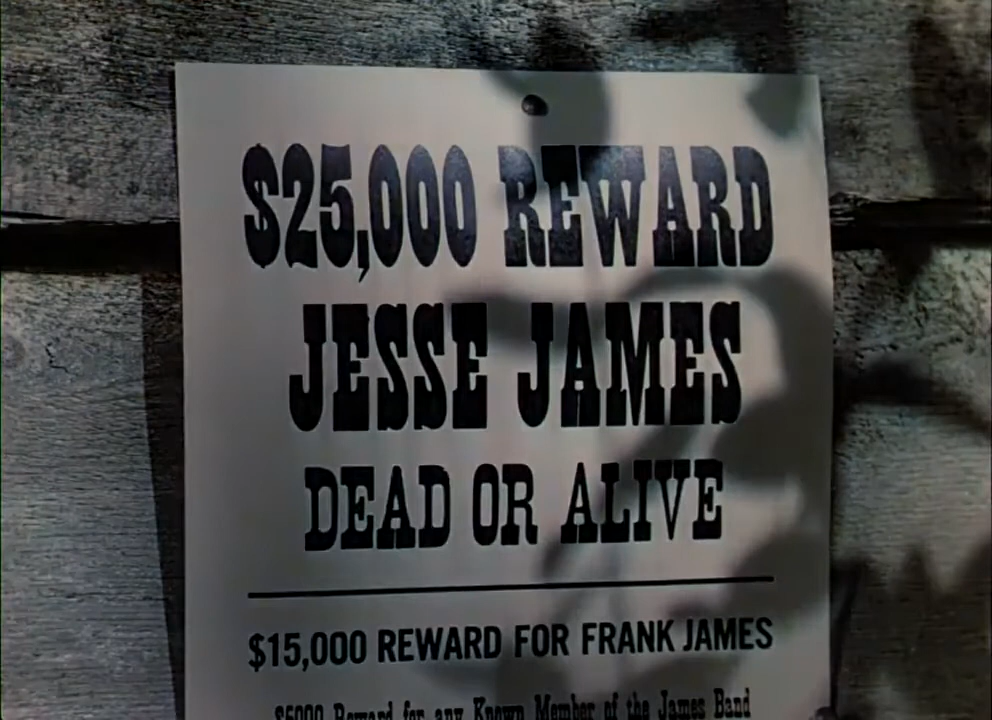 $25,000 REWARD
JESSE JAMES
DEAD OR ALIVE
$15,000 REWARD FOR FRANK JAMES
$5000 Reward for any Known Member of the James Band